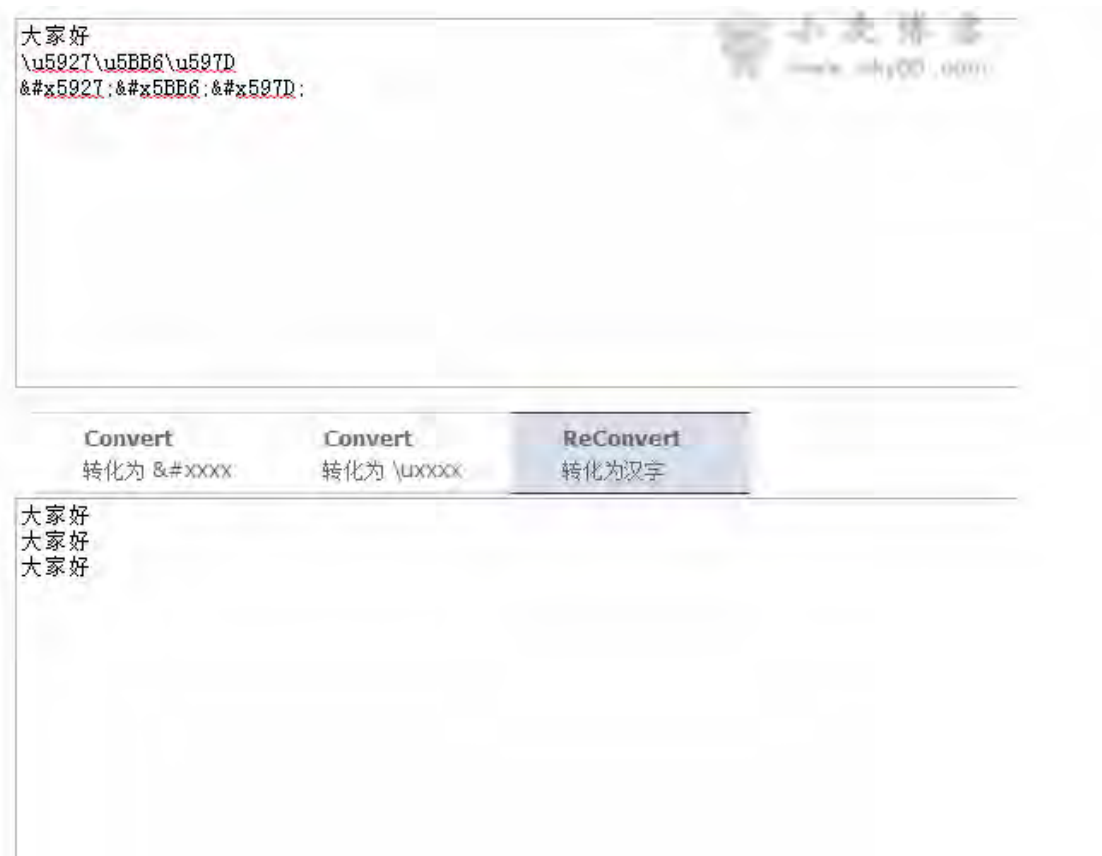 大家好
\u5927\u5BB6\u597D
&#x5927;&#x5BB6;&#x597D;
Convert
转化为 &#xxxx
Convert
转化为 \uxxxx
ReConvert
转化为汉字
大家好
大家好
大家好